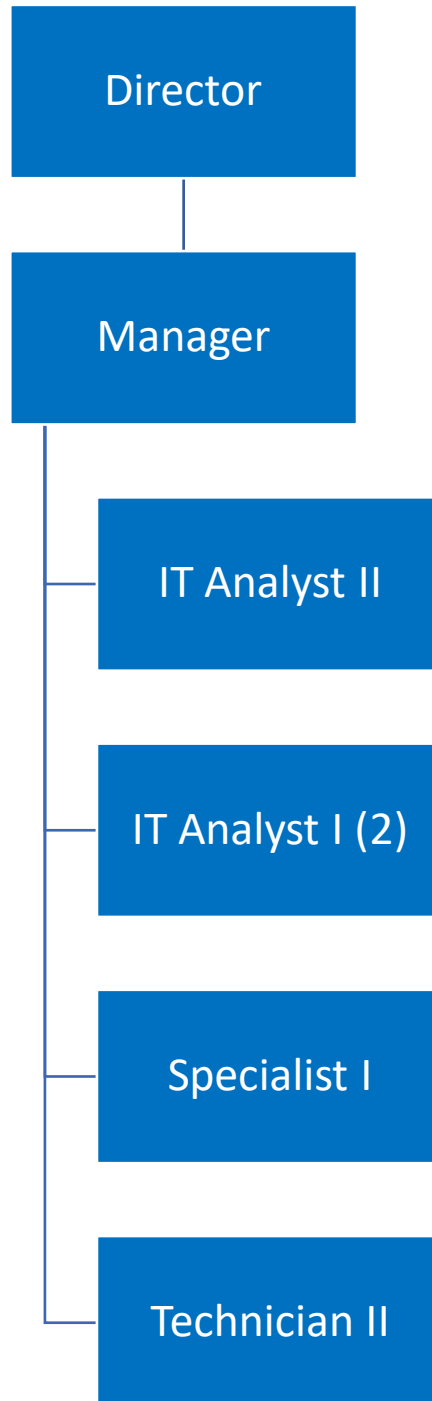 Director
Manager
IT Analyst II
IT Analyst I (2)
Specialist I
Technician II